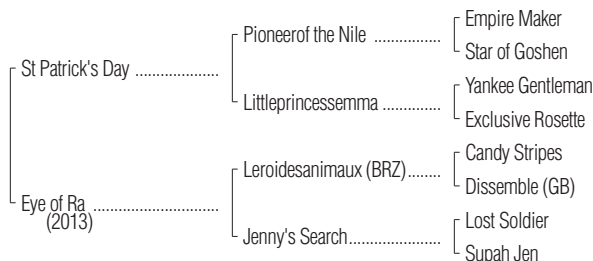 Empire Maker
Pioneerof the Nile ................
Star of Goshen
St Patrick's Day .....................
Yankee Gentleman
Littleprincessemma ..............
Exclusive Rosette
Candy Stripes
Leroidesanimaux (BRZ)........
Dissemble (GB)
Eye of Ra ...............................
(2013)
Lost Soldier
Jenny's Search.......................
Supah Jen